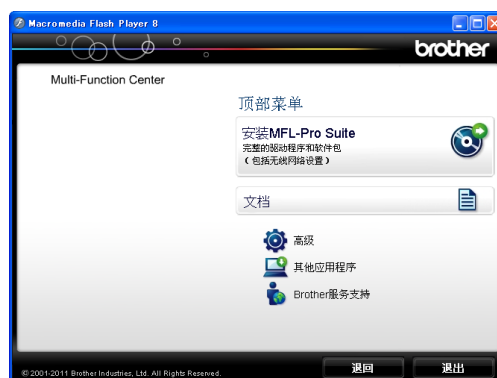 Macromedia Flash Player 8
brother
Multi-Function Center
顶部菜单
安装MFL-Pro Suite
完整的驱动程序和软件包
(包括无线网络设置)
文档
高级
其他应用程序
Brother服务支持
© 2001-2011 Brother Industries, Ltd. All Rights Reserved.
退回
退出